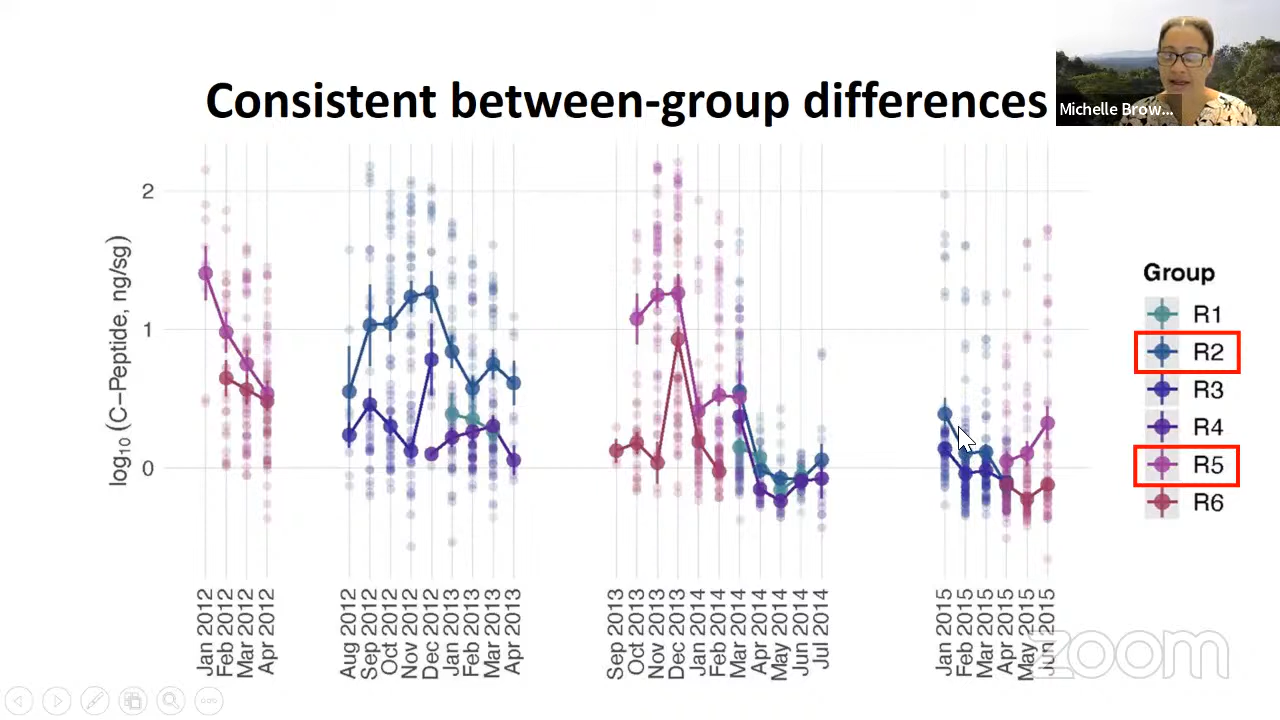 Consistent between-group differences
Michelle Brow...
log10 (C−Peptide, ng/sg)
2
1
0
Jan 2012
Feb 2012
Mar 2012
Apr 2012
Aug 2012
Sep 2012
Oct 2012
Nov 2012
Dec 2012
Jan 2013
Feb 2013
Mar 2013
Apr 2013
Sep 2013
Oct 2013
Nov 2013
Dec 2013
Jan 2014
Feb 2014
Mar 2014
Apr 2014
May 2014
Jun 2014
Jul 2014
Jan 2015
Feb 2015
Mar 2015
Apr 2015
May 2015
Jun 2015
Group
R1
R2
R3
R4
R5
R6
zoom